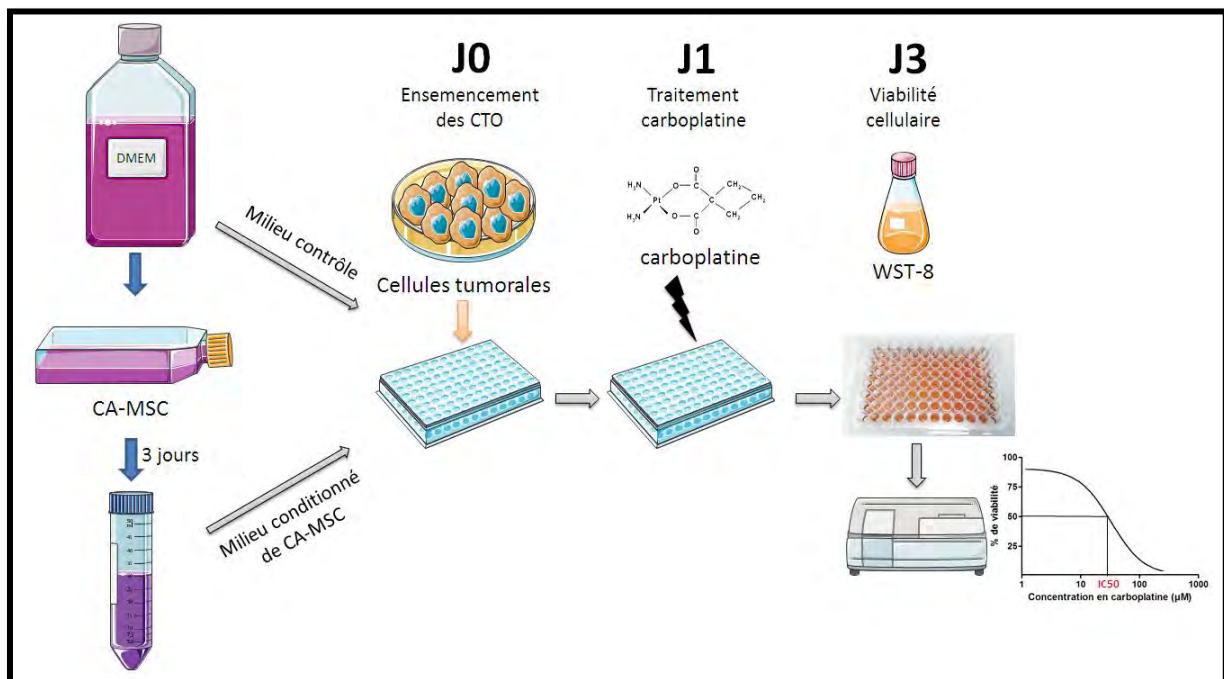 DMEM
CA-MSC
3 jours
Milieu contrôle
Milieu conditionné
de CA-MSC
J0
Ensemencement
des CTO
Cellules tumorales
J1
Traitement
carboplatine
H₃N
H₃N
Pt
O
O
C
C
O
O
C
CH₂
CH₂
CH₂
carboplatine
J3
Viabilité
cellulaire
WST-8
% de viabilité
100
75
50
25
1
10
IC50
100
1000
Concentration en carboplatine (µM)